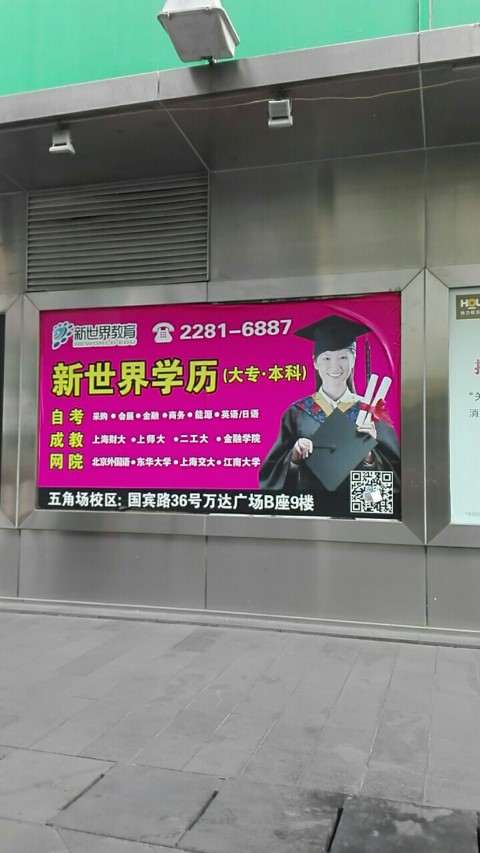 新世界教育
NEWORLD EDU
2281-6887
新世界学历(大专·本科)
自考 采购●会展●金融●商务●能源●英语/日语
成教 上海财大●上师大●二工大●金融学院
网院 北京外国语●东华大学●上海交大●江南大学
五角场校区:国宾路36号万达广场B座9楼